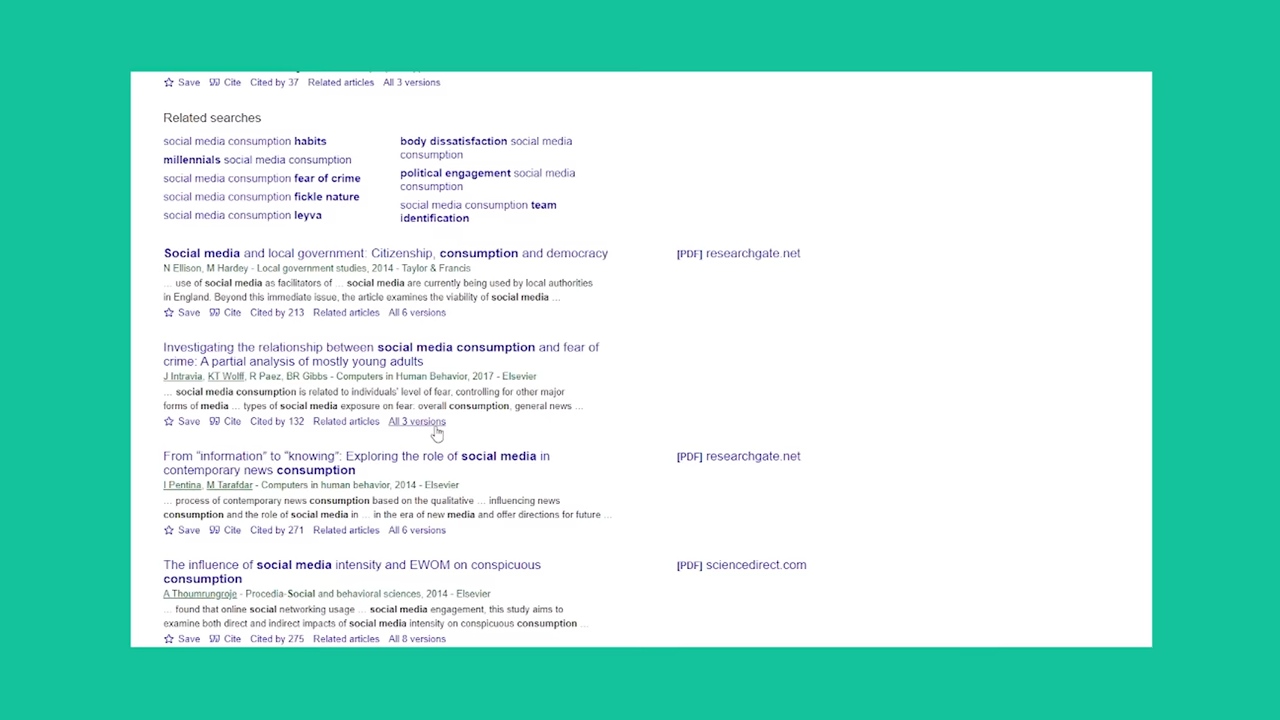 Save Cite Cited by 37 Related articles All 3 versions
Related searches
social media consumption habits
millennials social media consumption
social media consumption fear of crime
social media consumption fickle nature
social media consumption leyva
body dissatisfaction social media
consumption
political engagement social media
consumption
social media consumption team
identification
Social media and local government: Citizenship, consumption and democracy
[PDF] researchgate.net
N Ellison, M Hardey - Local government studies, 2014 - Taylor & Francis
... use of social media as facilitators of ... social media are currently being used by local authorities
in England. Beyond this immediate issue, the article examines the viability of social media ...
Save Cite Cited by 213 Related articles All 6 versions
Investigating the relationship between social media consumption and fear of
crime: A partial analysis of mostly young adults
J Intravia, KT Wolff, R Paez, BR Gibbs - Computers in Human Behavior, 2017 - Elsevier
... social media consumption is related to individuals' level of fear, controlling for other major
forms of media ... types of social media exposure on fear: overall consumption, general news ...
Save Cite Cited by 132 Related articles All 3 versions
From “information” to “knowing”: Exploring the role of social media in
contemporary news consumption
[PDF] researchgate.net
I Pentina, M Tarafdar - Computers in human behavior, 2014 - Elsevier
... process of contemporary news consumption based on the qualitative ... influencing news
consumption and the role of social media in ... in the era of new media and offer directions for future ...
Save Cite Cited by 271 Related articles All 6 versions
The influence of social media intensity and EWOM on conspicuous
consumption
[PDF] sciencedirect.com
A Thoumrungroje - Procedia-Social and behavioral sciences, 2014 - Elsevier
... found that online social networking usage ... social media engagement, this study aims to
examine both direct and indirect impacts of social media intensity on conspicuous consumption ...
Save Cite Cited by 275 Related articles All 8 versions